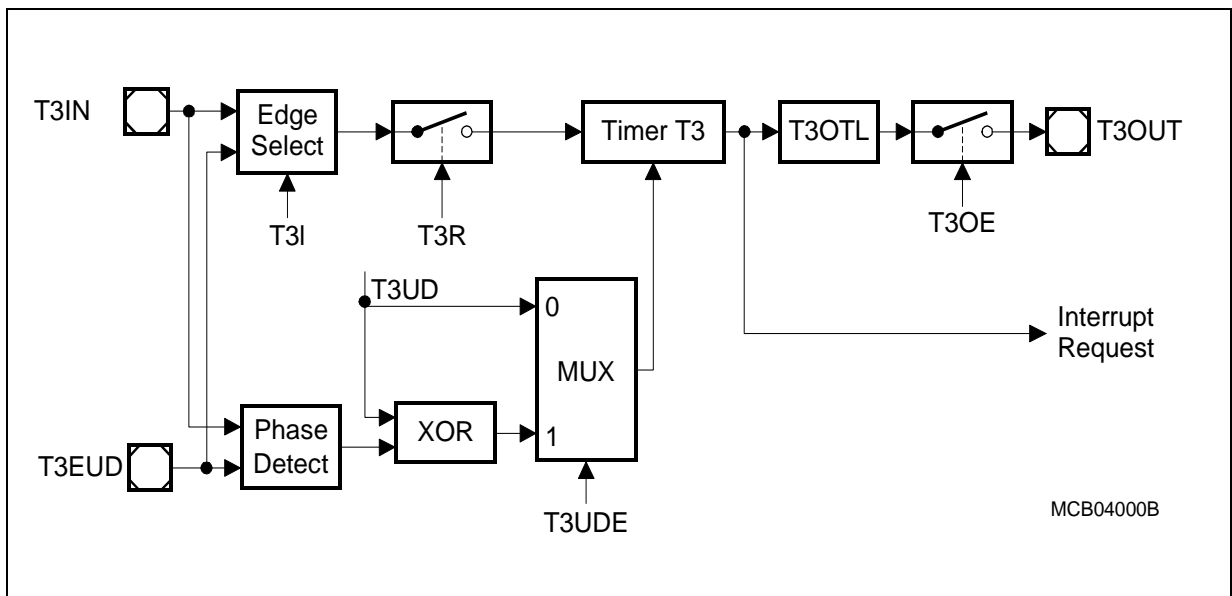 T3IN
Edge
Select
Timer T3
T3OTL
T3OUT
T3I
T3R
T3OE
T3UD
0
MUX
1
Interrupt
Request
T3EUD
Phase
Detect
XOR
T3UDE
MCB04000B